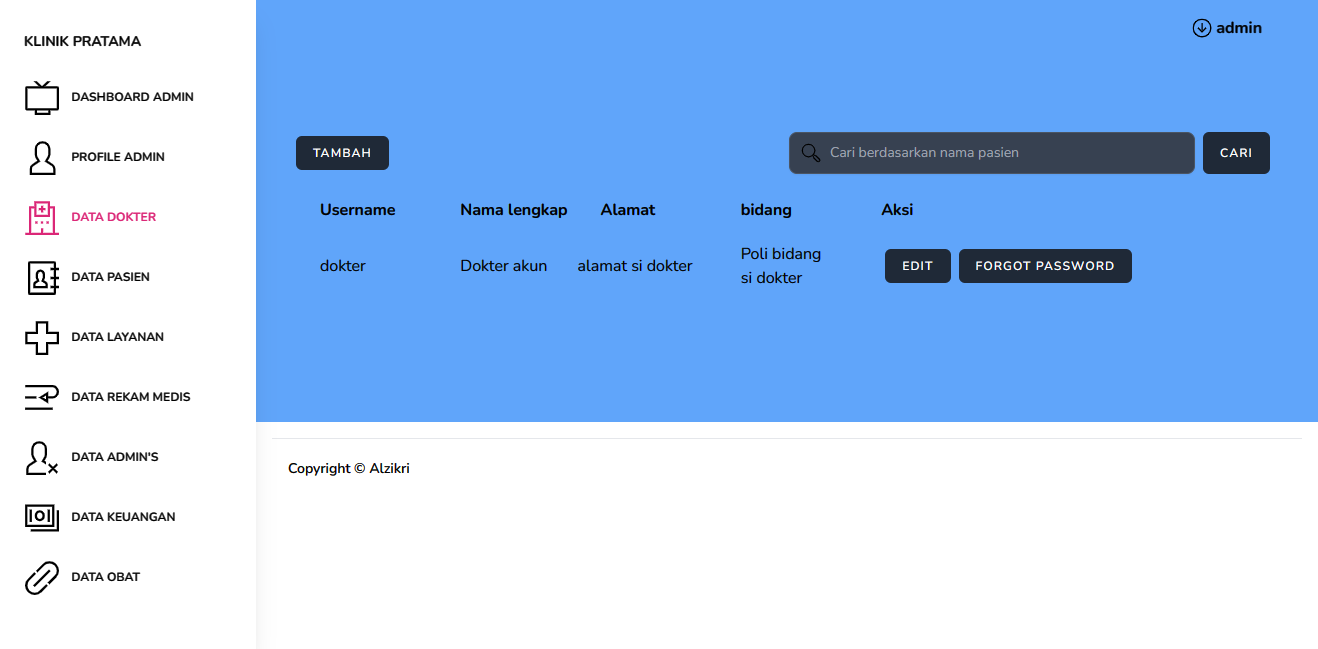 KLINIK PRATAMA
DASHBOARD ADMIN
PROFILE ADMIN
DATA DOKTER
DATA PASIEN
DATA LAYANAN
DATA REKAM MEDIS
DATA ADMIN'S
DATA KEUANGAN
DATA OBAT
admin
TAMBAH
Cari berdasarkan nama pasien
CARI
Username Nama lengkap Alamat bidang Aksi
dokter Dokter akun alamat si dokter Poli bidang
si dokter
EDIT FORGOT PASSWORD
Copyright © Alzikri